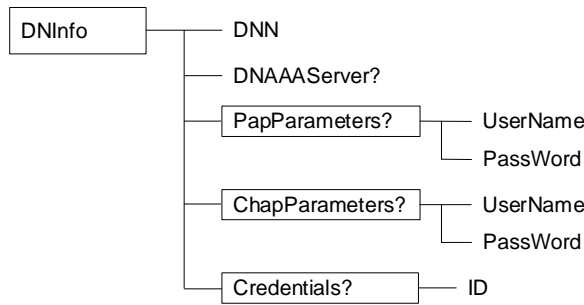 DNInfo
DNN
DNAAAServer?
PapParameters?
UserName
PassWord
ChapParameters?
UserName
PassWord
Credentials?
ID